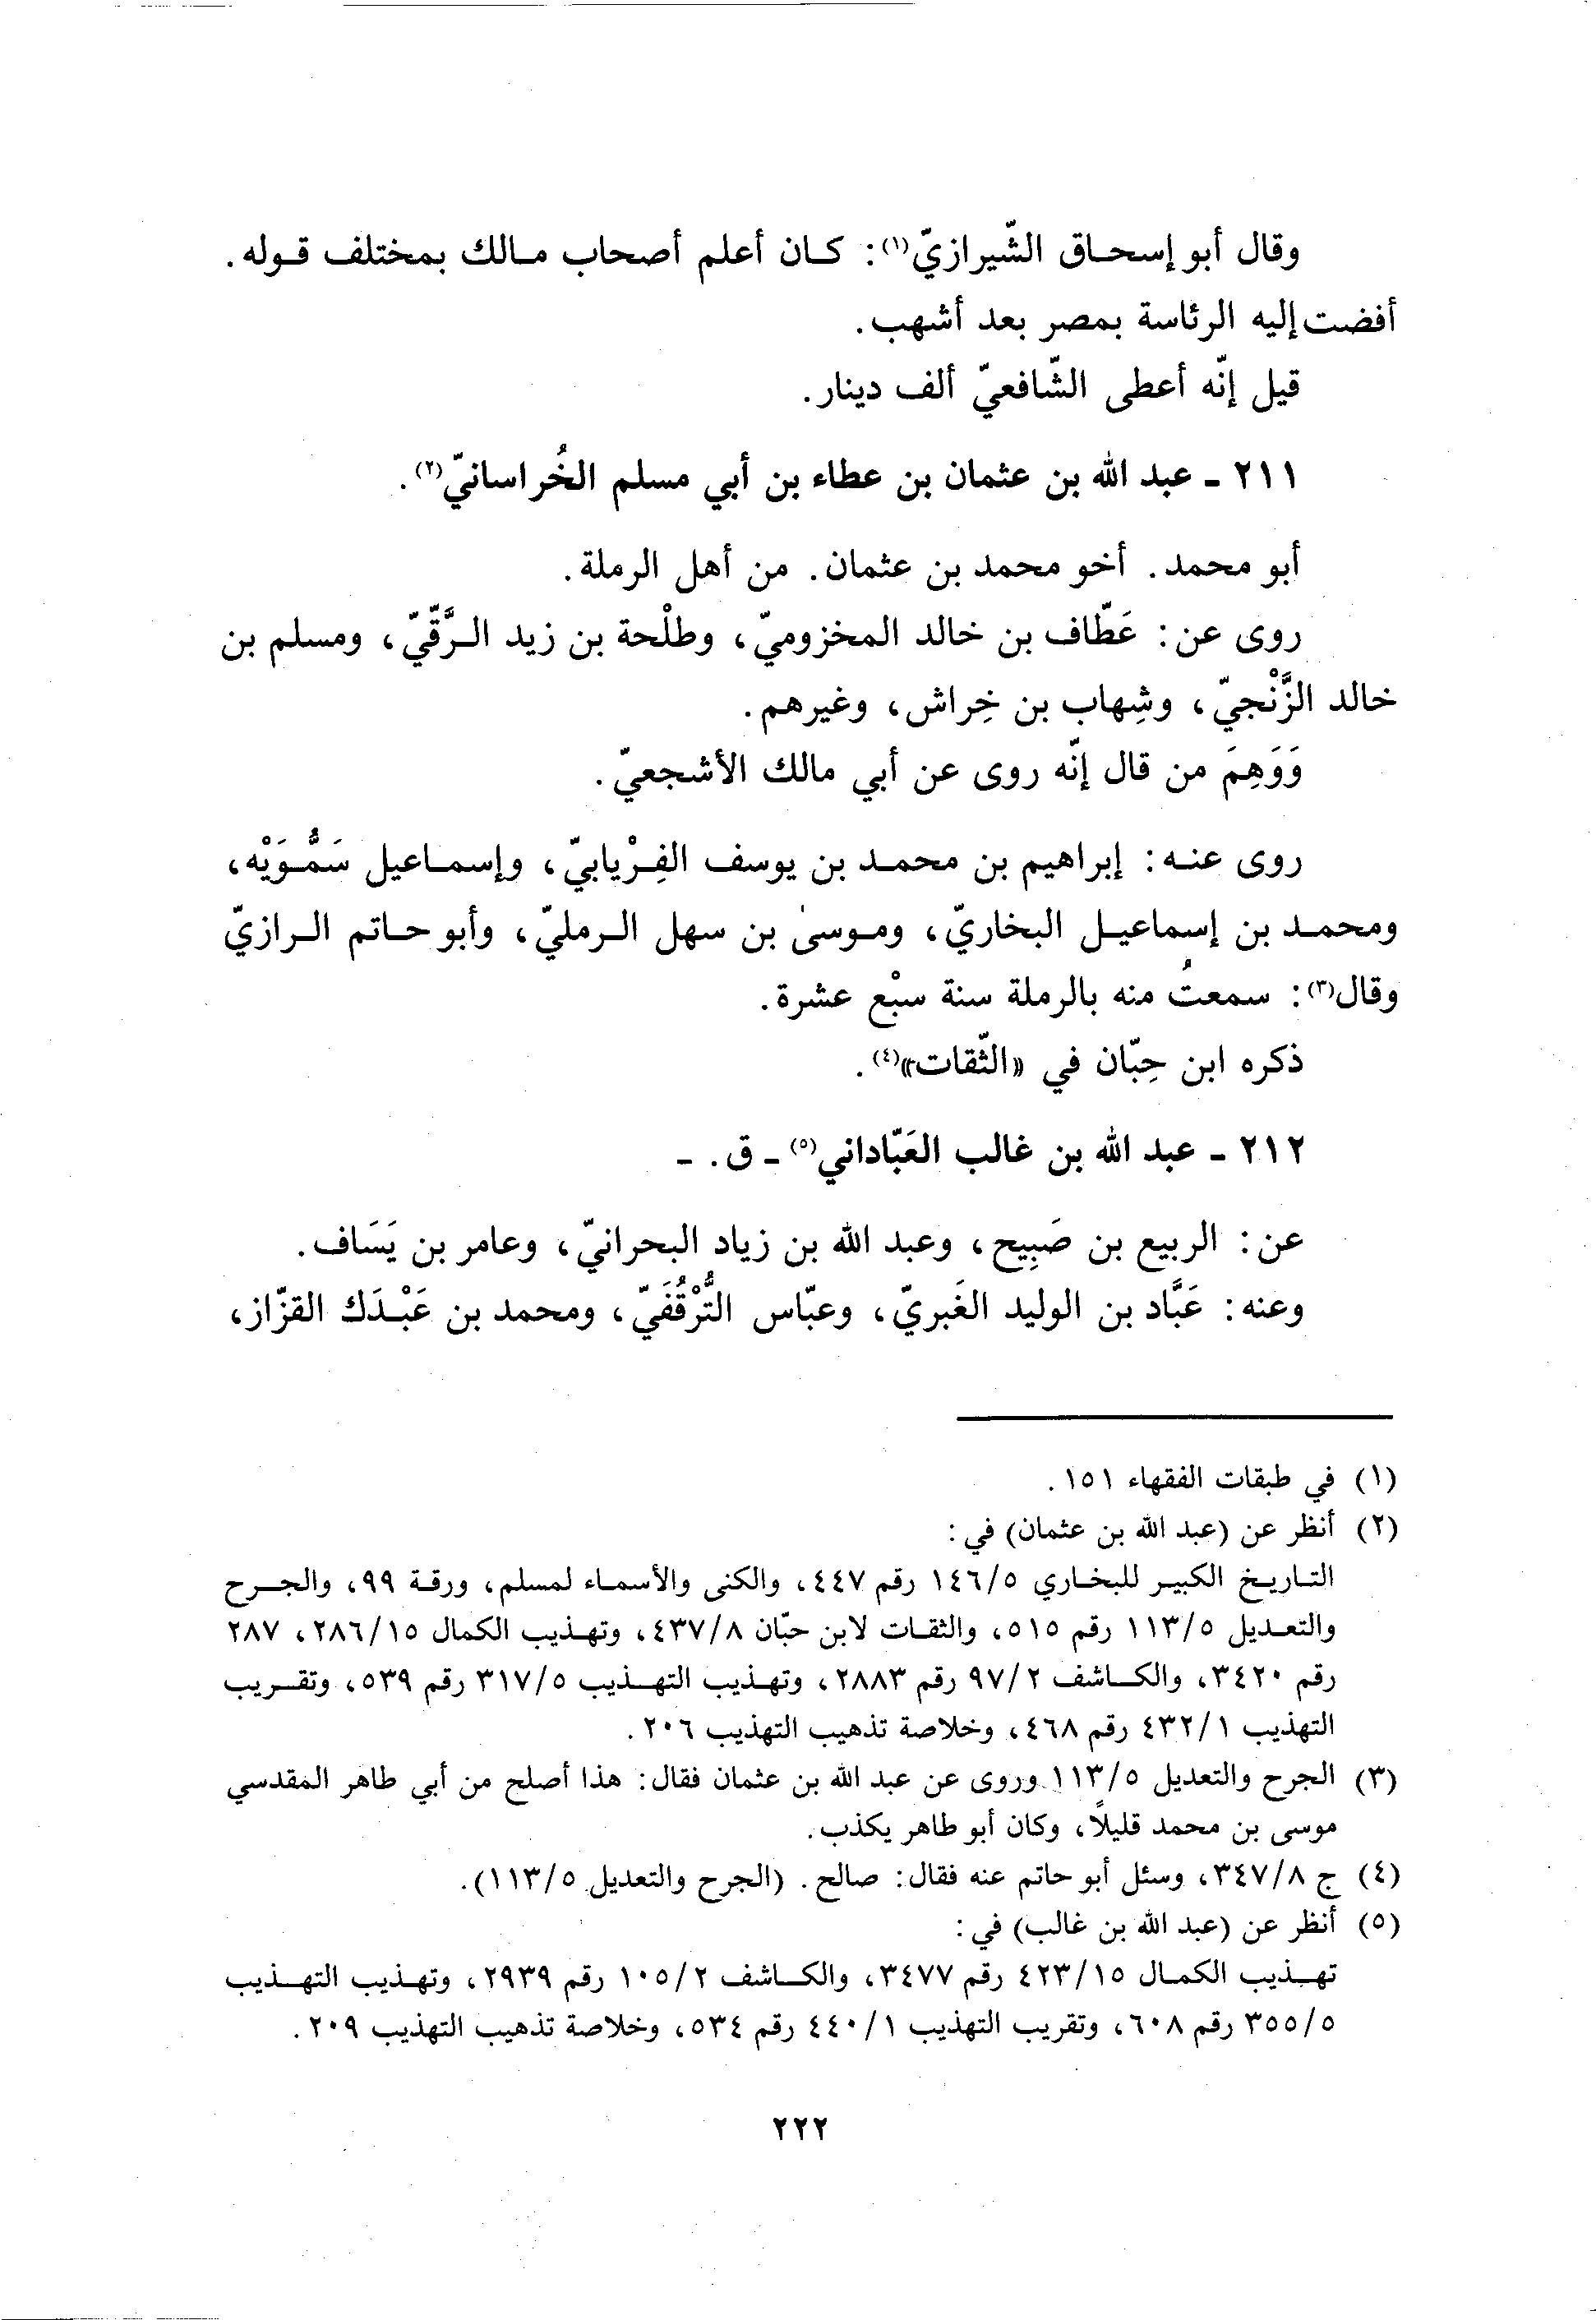 وقال أبو إسحاق الشّيرازيّ(١): كان أعلم أصحاب مالك بمختلف قوله.
أفضت إليه الرئاسة بمصر بعد أشهب.
قيل إنّه أعطى الشّافعيّ ألف دينار.
٢١١ - عبد الله بن عثمان بن عطاء بن أبي مسلم الخُراسانيّ(٢).
أبو محمد. أخو محمد بن عثمان. من أهل الرملة.
روى عن: عَطّاف بن خالد المخزوميّ، وطلْحة بن زيد الرَّقّيّ، ومسلم بن
خالد الزَّنْجيّ، وشِهاب بن خِراش، وغيرهم.
وَوَهِمَ من قال إنّه روى عن أبي مالك الأشجعيّ.
روى عنه: إبراهيم بن محمد بن يوسف الفِرْيابيّ، وإسماعيل سَمُّوَيْه،
ومحمد بن إسماعيل البخاريّ، وموسىٰ بن سهل الرمليّ، وأبو حاتم الرازيّ
وقال(٣): سمعتُ منه بالرملة سنة سبْع عشرة.
ذكره ابن حِبّان في «الثّقات»(٤).
٢١٢ - عبد الله بن غالب العَبّاداني(٥) - ق. -
عن: الربيع بن صَبِيح، وعبد الله بن زياد البحرانيّ، وعامر بن يَسَاف.
وعنه: عَبَّاد بن الوليد الغَبريّ، وعبّاس التُّرْقُفَيّ، ومحمد بن عَبْدَك القزّاز،
(١) في طبقات الفقهاء ١٥١.
(٢) أنظر عن (عبد الله بن عثمان) في:
التاريخ الكبير للبخاري ١٤٦/٥ رقم ٤٤٧، والكنى والأسماء لمسلم، ورقة ٩٩، والجرح
والتعديل ١١٣/٥ رقم ٥١٥، والثقات لابن حبّان ٤٣٧/٨، وتهذيب الكمال ٢٨٦/١٥، ٢٨٧
رقم ٣٤٢٠، والكاشف ٩٧/٢ رقم ٢٨٨٣، وتهذيب التهذيب ٣١٧/٥ رقم ٥٣٩، وتقريب
التهذيب ٤٣٢/١ رقم ٤٦٨، وخلاصة تذهيب التهذيب ٢٠٦.
(٣) الجرح والتعديل ١١٣/٥ وروى عن عبد الله بن عثمان فقال: هذا أصلح من أبي طاهر المقدسي
موسى بن محمد قليلاً، وكان أبو طاهر يكذب.
(٤) ج ٣٤٧/٨، وسئل أبو حاتم عنه فقال: صالح. (الجرح والتعديل ١١٣/٥).
(٥) أنظر عن (عبد الله بن غالب) في:
تهذيب الكمال ٤٢٣/١٥ رقم ٣٤٧٧، والكاشف ١٠٥/٢ رقم ٢٩٣٩، وتهذيب التهذيب
٣٥٥/٥ رقم ٦٠٨، وتقريب التهذيب ٤٤٠/١ رقم ٥٣٤، وخلاصة تذهيب التهذيب ٢٠٩.
٢٢٢